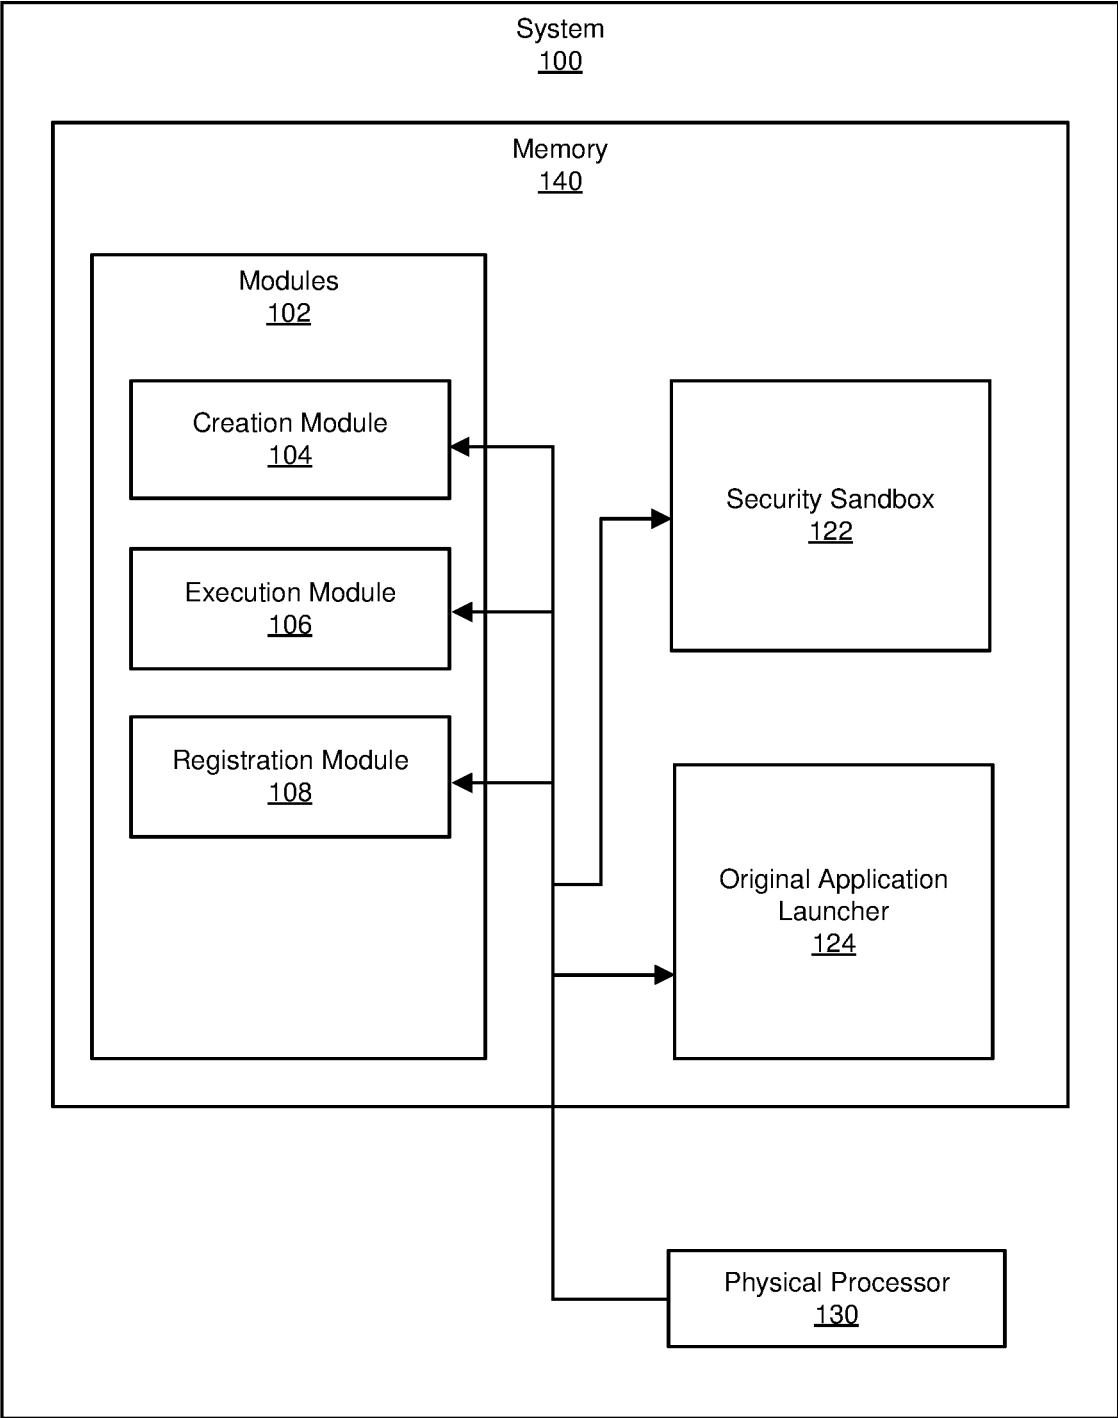 System
100
Memory
140
Modules
102
Creation Module
104
Execution Module
106
Registration Module
108
Security Sandbox
122
Original Application
Launcher
124
Physical Processor
130